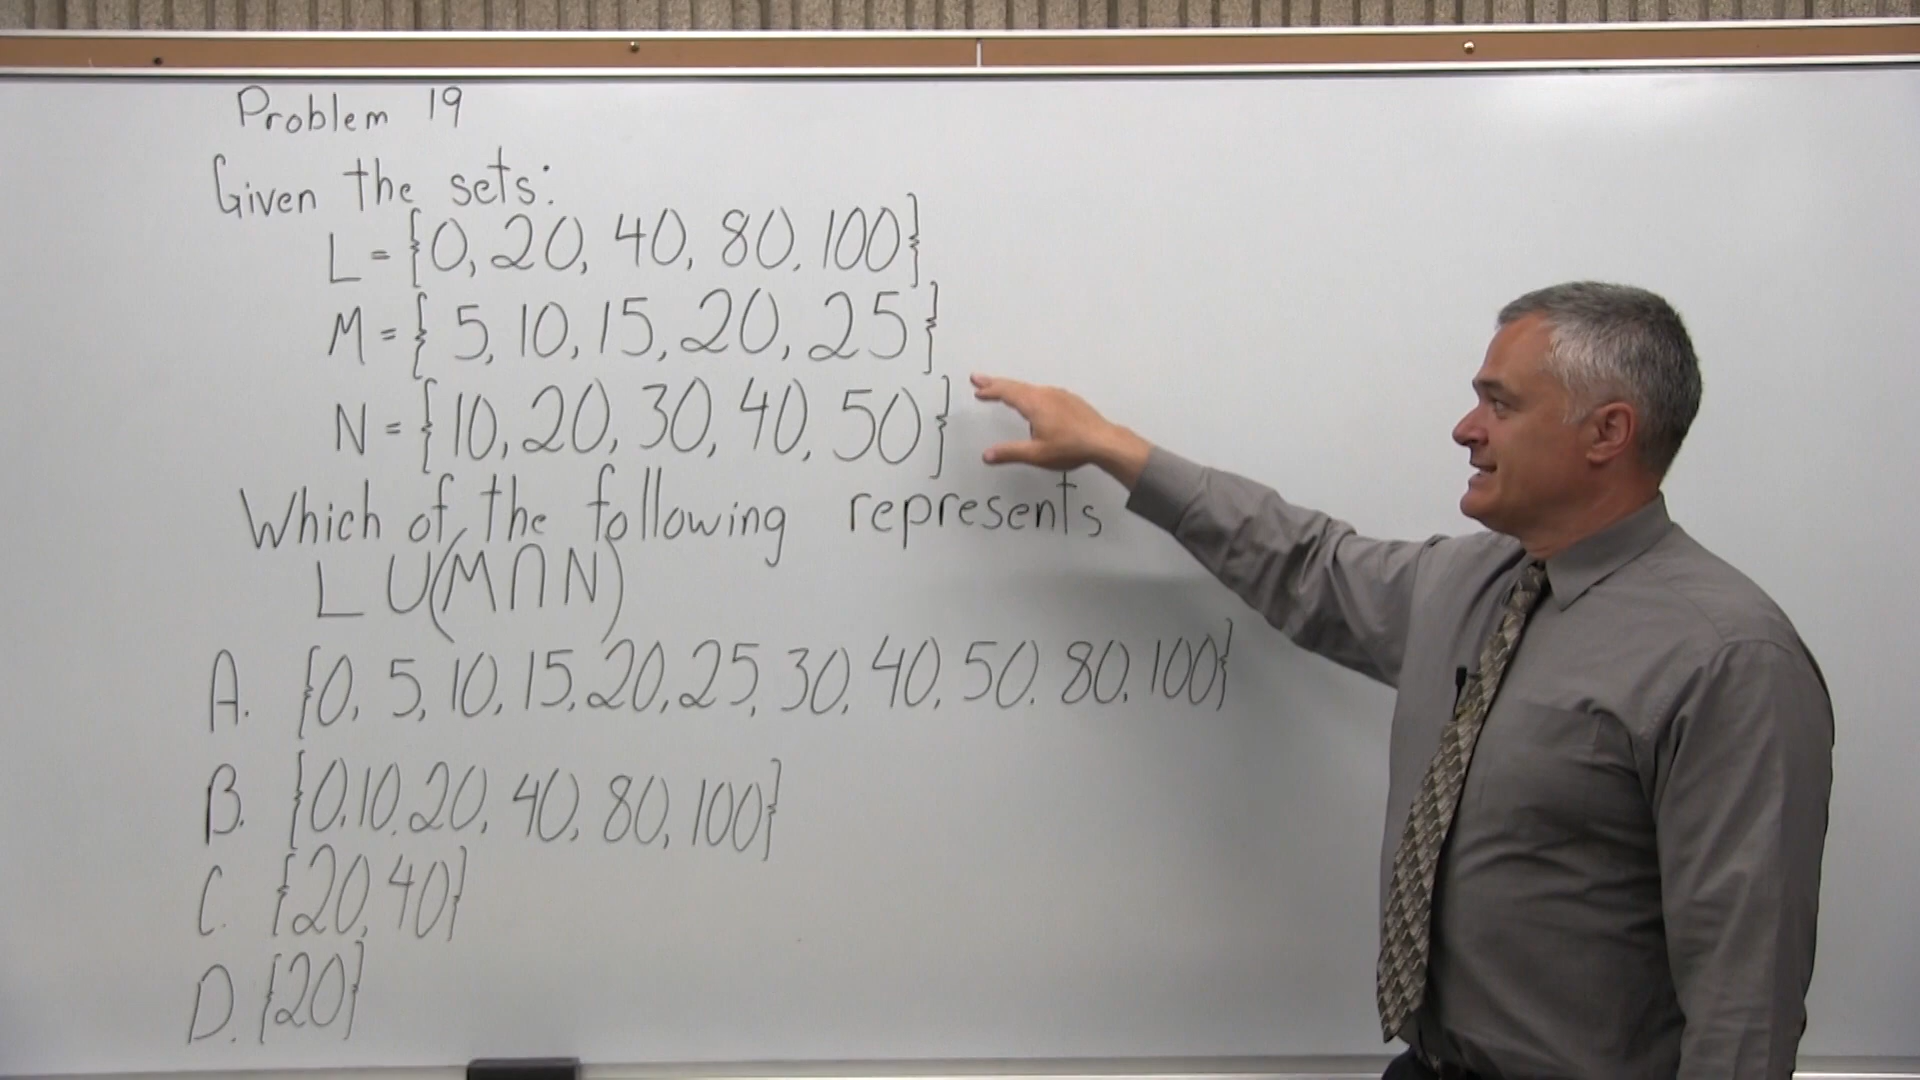 Problem 19
Given the sets:
L = {0, 20, 40, 80, 100}
M = { 5, 10, 15, 20, 25}
N = {10, 20, 30, 40, 50}
Which of the following represents
L U(M∩N)
A. {0, 5, 10, 15, 20, 25, 30, 40, 50, 80, 100}
B. {0, 10, 20, 40, 80, 100}
C. {20, 40}
D. {20}